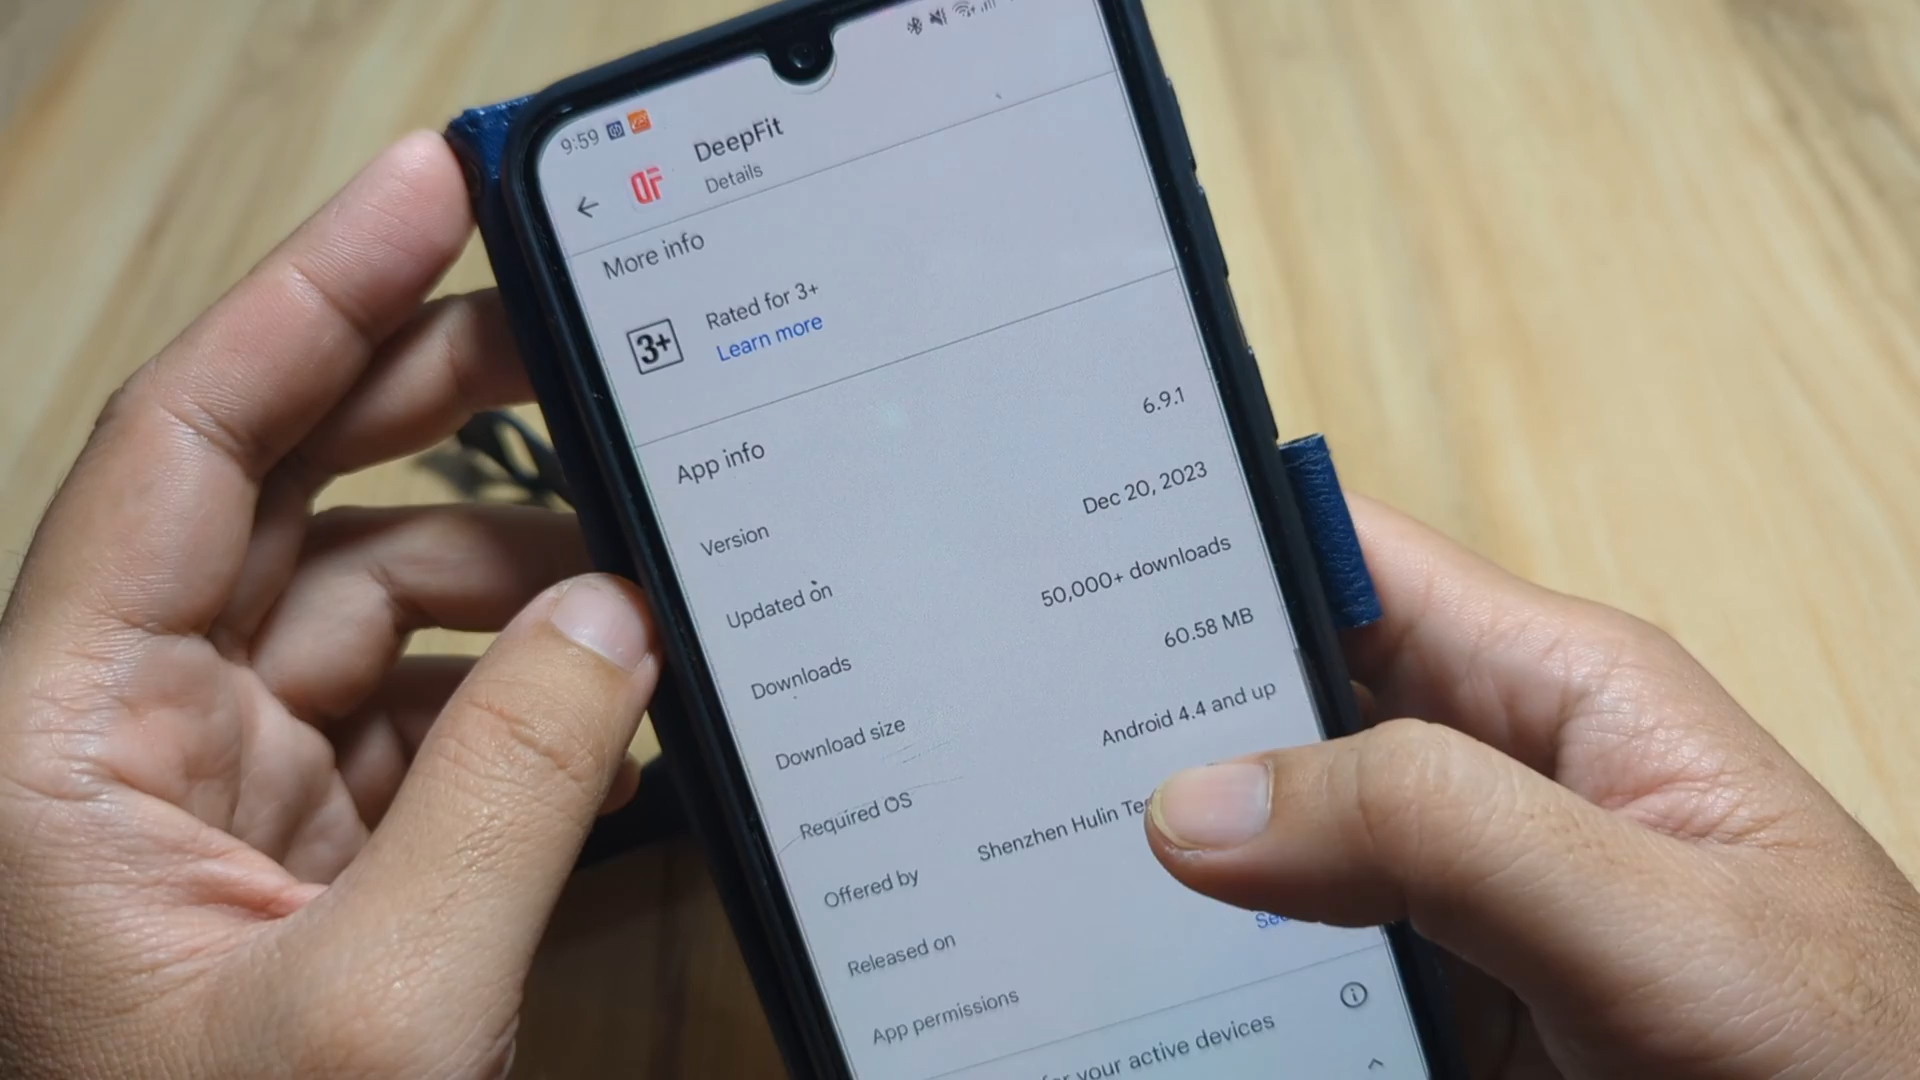 9:59
DF
DeepFit
Details
More info
3+
Rated for 3+
Learn more
App info
Version 6.9.1
Updated on Dec 20, 2023
Downloads 50,000+ downloads
Download size 60.58 MB
Required OS Android 4.4 and up
Offered by Shenzhen Hulin
Released on
App permissions
your active devices